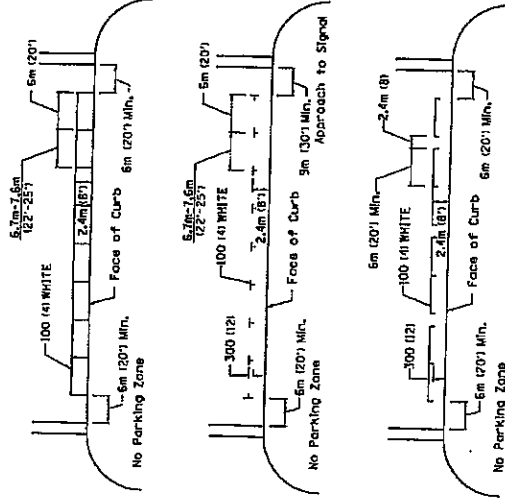 6.7m-7.6m
(22'-25')
6m (20')
100 (4) WHITE
2.4m (8')
Face of Curb
6m (20') Min.
6m (20') Min.
No Parking Zone
6.7m-7.6m
(22'-25')
6m (20')
100 (4) WHITE
300 (12)
2.4m (8')
Face of Curb
9m (30') Min.
Approach to Signal
6m (20') Min.
No Parking Zone
6m (20') Min.
2.4m (8)
100 (4) WHITE
300 (12)
2.4m (8')
Face of Curb
6m (20') Min.
6m (20') Min.
No Parking Zone